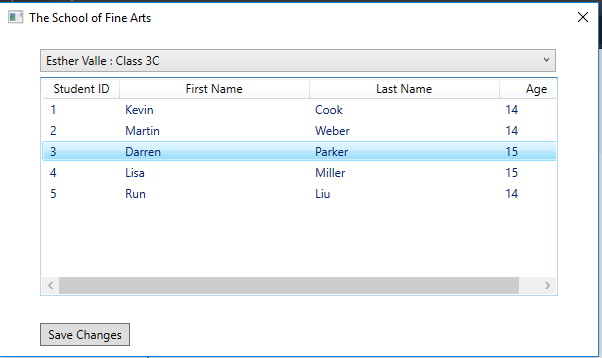 The School of Fine Arts
Esther Valle : Class 3C
Student ID First Name Last Name Age
1 Kevin Cook 14
2 Martin Weber 14
3 Darren Parker 15
4 Lisa Miller 15
5 Run Liu 14
Save Changes